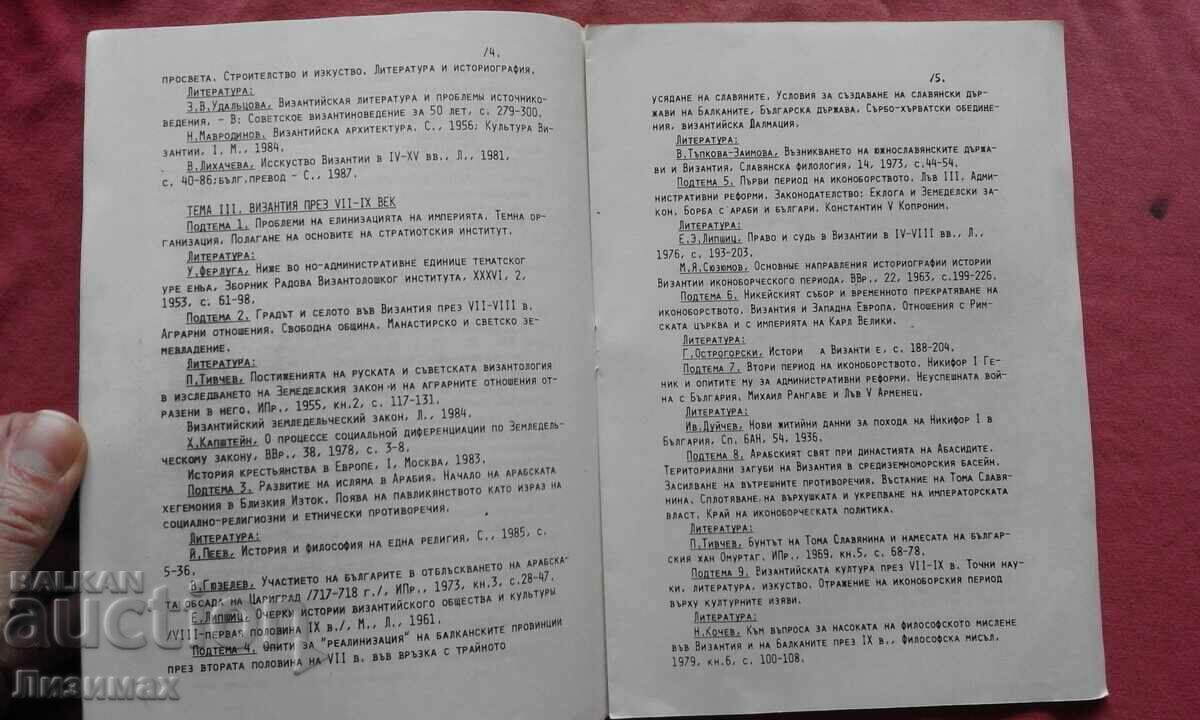 14.
ПРОСВЕТА. СТРОИТЕЛСТВО И ИЗКУСТВО. ЛИТЕРАТУРА И ИСТОРИОГРАФИЯ.
ЛИТЕРАТУРА:
З.В.УДАЛЬЦОВА, ВИЗАНТИЙСКАЯ ЛИТЕРАТУРА И ПРОБЛЕМЫ ИСТОЧНИКО-
ВЕДЕНИЯ. - В: СОВЕТСКОЕ ВИЗАНТИНОВЕДЕНИЕ ЗА 50 ЛЕТ, С. 279-300.
Н.МАВРОДИНОВ. ВИЗАНТИЙСКА АРХИТЕКТУРА. С., 1956; КУЛЬТУРА ВИ-
ЗАНТИИ, I. М., 1984.
В.ЛИХАЧЕВА, ИССКУСТВО ВИЗАНТИИ В IV-XV ВВ., Л., 1981,
С. 40-86; БЪЛГ.ПРЕВОД - С., 1987.
ТЕМА III. ВИЗАНТИЯ ПРЕЗ VII-IX ВЕК
ПОДТЕМА 1. ПРОБЛЕМИ НА ЕЛИНИЗАЦИЯТА НА ИМПЕРИЯТА. ТЕМНА ОР-
ГАНИЗАЦИЯ. ПОЛАГАНЕ НА ОСНОВИТЕ НА СТРАТИОТСКИЯ ИНСТИТУТ.
ЛИТЕРАТУРА:
У.ФЕРЛУГА, НИЖЕ ВО НО-АДМИНИСТРАТИВНЕ ЕДИНИЦЕ ТЕМАТСКОГ
УРЕ ЕЊЬА, ЗБОРНИК РАДОВА ВИЗАНТОЛОШКОГ ИНСТИТУТА, XXXVI, 2,
1953, С. 61-98.
ПОДТЕМА 2. ГРАДЪТ И СЕЛОТО ВЪВ ВИЗАНТИЯ ПРЕЗ VII-VIII В.
АГРАРНИ ОТНОШЕНИЯ. СВОБОДНА ОБЩИНА. МАНАСТИРСКО И СВЕТСКО ЗЕ-
МЕВЛАДЕНИЕ.
ЛИТЕРАТУРА:
П.ТИВЧЕВ, ПОСТИЖЕНИЯТА НА РУСКАТА И СЪВЕТСКАТА ВИЗАНТОЛОГИЯ
В ИЗСЛЕДВАНЕТО НА ЗЕМЕДЕЛСКИЯ ЗАКОН И НА АГРАРНИТЕ ОТНОШЕНИЯ ОТ-
РАЗЕНИ В НЕГО. ИПР., 1955, КН.2, С. 117-131.
ВИЗАНТИЙСКИЙ ЗЕМЛЕДЕЛЬЧЕСКИЙ ЗАКОН, Л., 1984.
Х.КАПШТЕЙН, О ПРОЦЕССЕ СОЦИАЛЬНОЙ ДИФЕРЕНЦИАЦИИ ПО ЗЕМЛЕДЕЛЬ-
ЧЕСКОМУ ЗАКОНУ, ВВР., 38, 1978, С. 3-8.
ИСТОРИЯ КРЕСТЬЯНСТВА В ЕВРОПЕ, I, МОСКВА, 1983.
ПОДТЕМА 3. РАЗВИТИЕ НА ИСЛЯМА В АРАБИЯ. НАЧАЛО НА АРАБСКАТА
ХЕГЕМОНИЯ В БЛИЗКИЯ ИЗТОК. ПОЯВА НА ПАВЛИКЯНСТВОТО КАТО ИЗРАЗ НА
СОЦИАЛНО-РЕЛИГИОЗНИ И ЕТНИЧЕСКИ ПРОТИВОРЕЧИЯ.
ЛИТЕРАТУРА:
Й.ПЕЕВ, ИСТОРИЯ И ФИЛОСОФИЯ НА ЕДНА РЕЛИГИЯ, С., 1985, С.
5-36.
В.ГЮЗЕЛЕВ, УЧАСТИЕТО НА БЪЛГАРИТЕ В ОТБЛЪСКВАНЕТО НА АРАБСКА-
ТА ОБСАДА НА ЦАРИГРАД /717-718 Г./, ИПР., 1973, КН.3, С.28-47.
Е.ЛИПШИЦ, ОЧЕРКИ ИСТОРИИ ВИЗАНТИЙСКОГО ОБЩЕСТВА И КУЛЬТУРЫ
/VIII-ПЕРВАЯ ПОЛОВИНА IX В./, М., Л., 1961.
ПОДТЕМА 4. ОПИТИ ЗА "РЕАЛИНИЗАЦИЯ" НА БАЛКАНСКИТЕ ПРОВИНЦИИ
ПРЕЗ ВТОРАТА ПОЛОВИНА НА VII В. ВЪВ ВРЪЗКА С ТРАЙНОТО
15.
УСЯДАНЕ НА СЛАВЯНИТЕ. УСЛОВИЯ ЗА СЪЗДАВАНЕ НА СЛАВЯНСКИ ДЪР-
ЖАВИ НА БАЛКАНИТЕ, БЪЛГАРСКА ДЪРЖАВА. СЪРБО-ХЪРВАТСКИ ОБЕДИНЕ-
НИЯ, ВИЗАНТИЙСКА ДАЛМАЦИЯ.
ЛИТЕРАТУРА:
В.ТЪПКОВА-ЗАИМОВА, ВЪЗНИКВАНЕТО НА ЮЖНОСЛАВЯНСКИТЕ ДЪРЖА-
ВИ И ВИЗАНТИЯ. СЛАВЯНСКА ФИЛОЛОГИЯ, 14, 1973, С.44-54.
ПОДТЕМА 5. ПЪРВИ ПЕРИОД НА ИКОНОБОРСТВОТО. ЛЪВ III. АДМИ-
НИСТРАТИВНИ РЕФОРМИ. ЗАКОНОДАТЕЛСТВО: ЕКЛОГА И ЗЕМЕДЕЛСКИ ЗА-
КОН. БОРБА С АРАБИ И БЪЛГАРИ. КОНСТАНТИН V КОПРОНИМ.
ЛИТЕРАТУРА:
Е.Э.ЛИПШИЦ, ПРАВО И СУДЬ В ВИЗАНТИИ В IV-VIII ВВ., Л.,
1976, С. 193-203.
М.Я.СЮЗЮМОВ, ОСНОВНЫЕ НАПРАВЛЕНИЯ ИСТОРИОГРАФИИ ИСТОРИИ
ВИЗАНТИИ ИКОНОБОРЧЕСКОГО ПЕРИОДА, ВВР., 22, 1963, С.199-226.
ПОДТЕМА 6. НИКЕЙСКИЯТ СЪБОР И ВРЕМЕННОТО ПРЕКРАТЯВАНЕ НА
ИКОНОБОРСТВОТО. ВИЗАНТИЯ И ЗАПАДНА ЕВРОПА. ОТНОШЕНИЯ С РИМ-
СКАТА ЦЪРКВА И С ИМПЕРИЯТА НА КАРЛ ВЕЛИКИ.
ЛИТЕРАТУРА:
Г.ОСТРОГОРСКИ, ИСТОРИ А ВИЗАНТИ Е, С. 188-204.
ПОДТЕМА 7. ВТОРИ ПЕРИОД НА ИКОНОБОРСТВОТО. НИКИФОР I ГЕ-
НИК И ОПИТИТЕ МУ ЗА АДМИНИСТРАТИВНИ РЕФОРМИ. НЕУСПЕШНАТА ВОЙ-
НА С БЪЛГАРИЯ. МИХАИЛ РАНГАВЕ И ЛЪВ V АРМЕНЕЦ.
ЛИТЕРАТУРА:
ИВ.ДУЙЧЕВ, НОВИ ЖИТИЙНИ ДАННИ ЗА ПОХОДА НА НИКИФОР I В
БЪЛГАРИЯ, СП. БАН, 54, 1936.
ПОДТЕМА 8. АРАБСКИЯТ СВЯТ ПРИ ДИНАСТИЯТА НА АБАСИДИТЕ.
ТЕРИТОРИАЛНИ ЗАГУБИ НА ВИЗАНТИЯ В СРЕДИЗЕМНОМОРСКИЯ БАСЕЙН.
ЗАСИЛВАНЕ НА ВЪТРЕШНИТЕ ПРОТИВОРЕЧИЯ. ВЪСТАНИЕ НА ТОМА СЛАВЯ-
НИНА. СПЛОТЯВАНЕ НА ВЪРХУШКАТА И УКРЕПВАНЕ НА ИМПЕРАТОРСКАТА
ВЛАСТ. КРАЙ НА ИКОНОБОРЧЕСКАТА ПОЛИТИКА.
ЛИТЕРАТУРА:
П.ТИВЧЕВ, БУНТЪТ НА ТОМА СЛАВЯНИНА И НАМЕСАТА НА БЪЛГАР-
СКИЯ ХАН ОМУРТАГ. ИПР., 1969, КН.5, С. 68-78.
ПОДТЕМА 9. ВИЗАНТИЙСКАТА КУЛТУРА ПРЕЗ VII-IX В. ТОЧНИ НАУ-
КИ, ЛИТЕРАТУРА, ИЗКУСТВО. ОТРАЖЕНИЕ НА ИКОНОБОРСКИЯ ПЕРИОД
ВЪРХУ КУЛТУРНИТЕ ИЗЯВИ.
ЛИТЕРАТУРА:
Н.КОЧЕВ, КЪМ ВЪПРОСА ЗА НАСОКАТА НА ФИЛОСОФСКОТО МИСЛЕНЕ
ВЪВ ВИЗАНТИЯ И НА БАЛКАНИТЕ ПРЕЗ IX В., ФИЛОСОФСКА МИСЪЛ,
1979, КН.6, С. 100-108.
BALKAN
auction
Лизимах